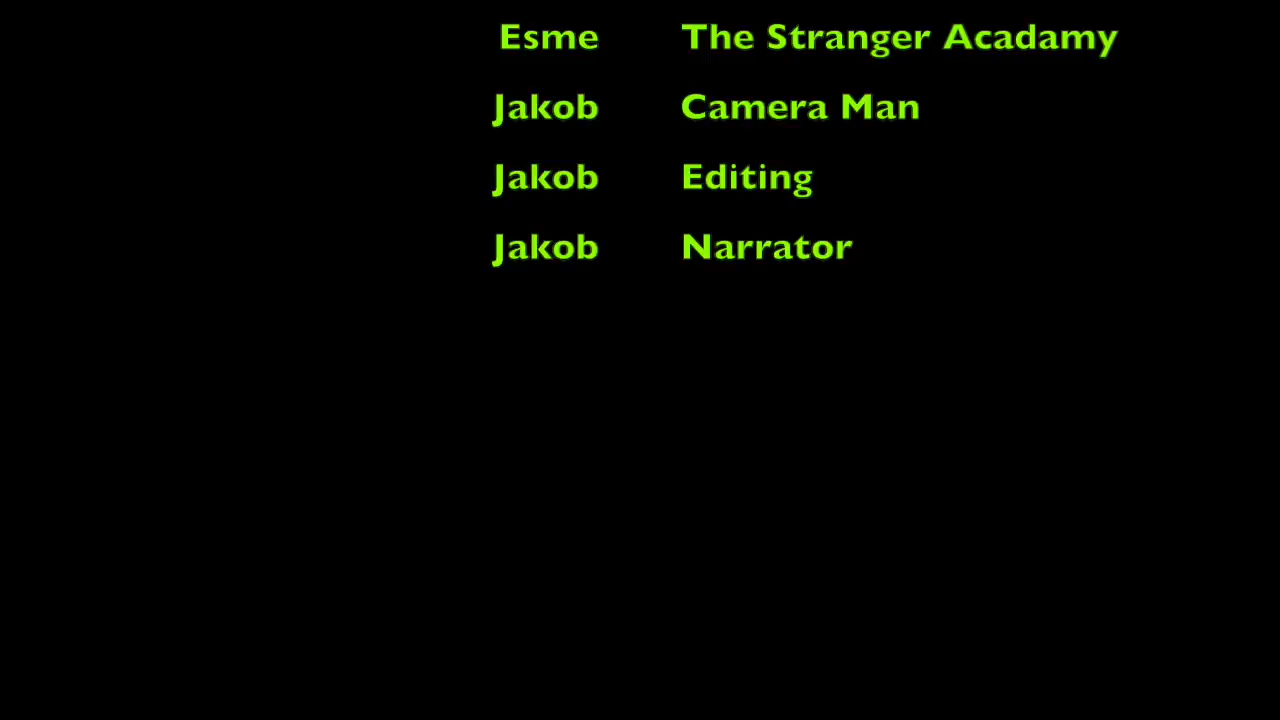 Esme The Stranger Acadamy
Jakob Camera Man
Jakob Editing
Jakob Narrator